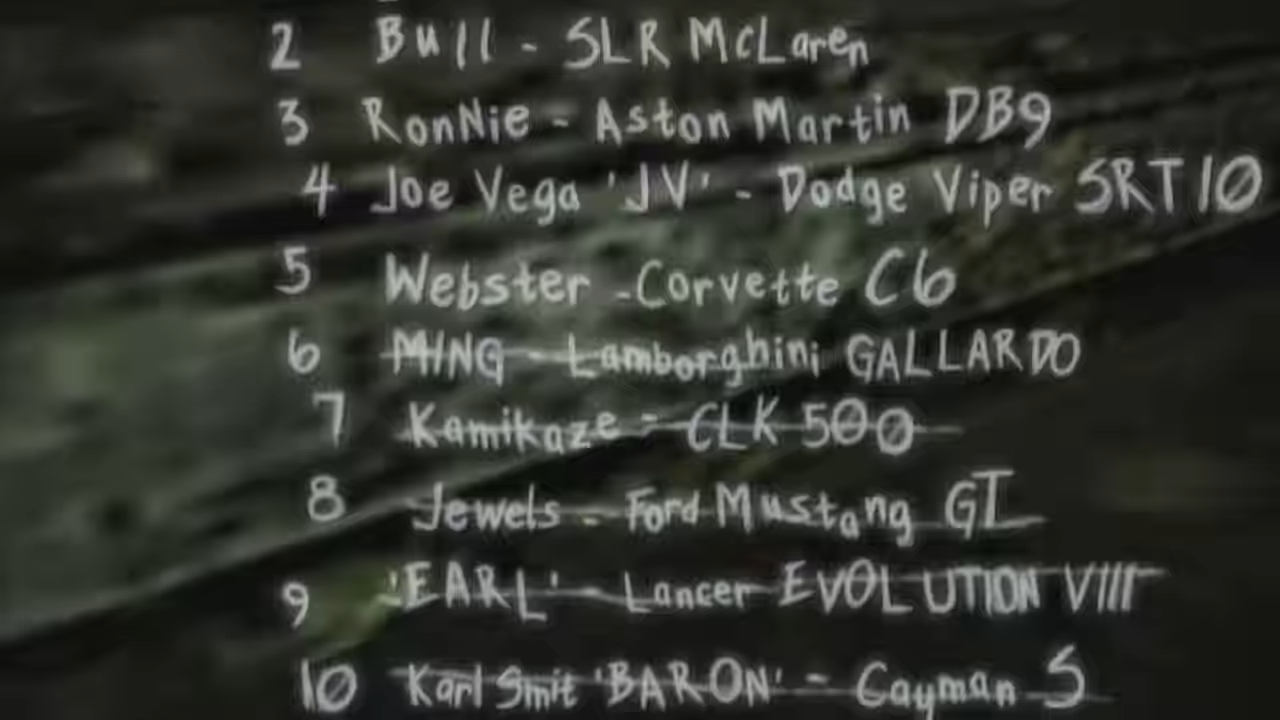 2 Bull - SLR McLaren
3 RonNie - Aston Martin DB9
4 Joe Vega 'JV' - Dodge Viper SRT 10
5 Webster - Corvette C6
6 MING - Lamborghini GALLARDO
7 Kamikaze - CLK 500
8 Jewels - Ford Mustang GT
9 'EARL' - Lancer EVOLUTION VIII
10 Karl Smit 'BARON' - Cayman S